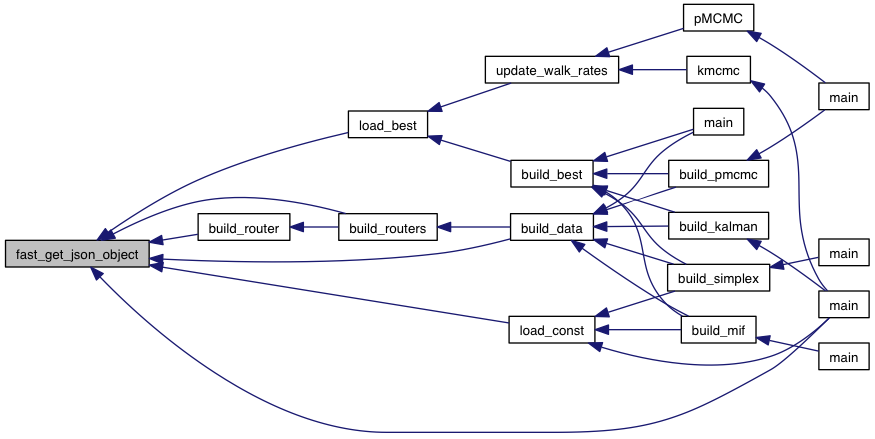 pMCMC
update_walk_rates
kmcmc
main
load_best
main
build_best
build_pmcmc
build_router
build_routers
build_data
build_kalman
fast_get_json_object
main
build_simplex
main
load_const
build_mif
main